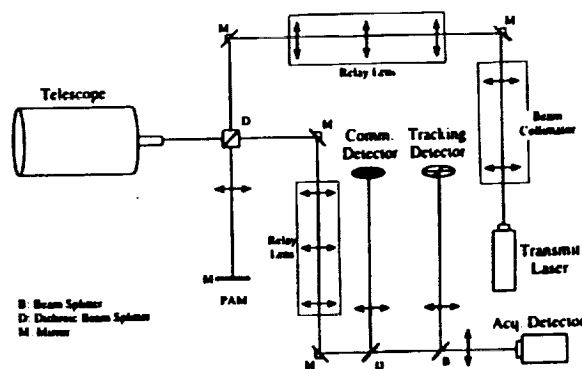 M
M
Relay Lens
Telescope
D
M
Comm.
Detector
Tracking
Detector
Beam
Collimator
Relay
Lens
M
PAM
Transmit
Laser
B: Beam Splitter
D: Dichroic Beam Splitter
M: Mirror
M
D
B
Acq. Detector